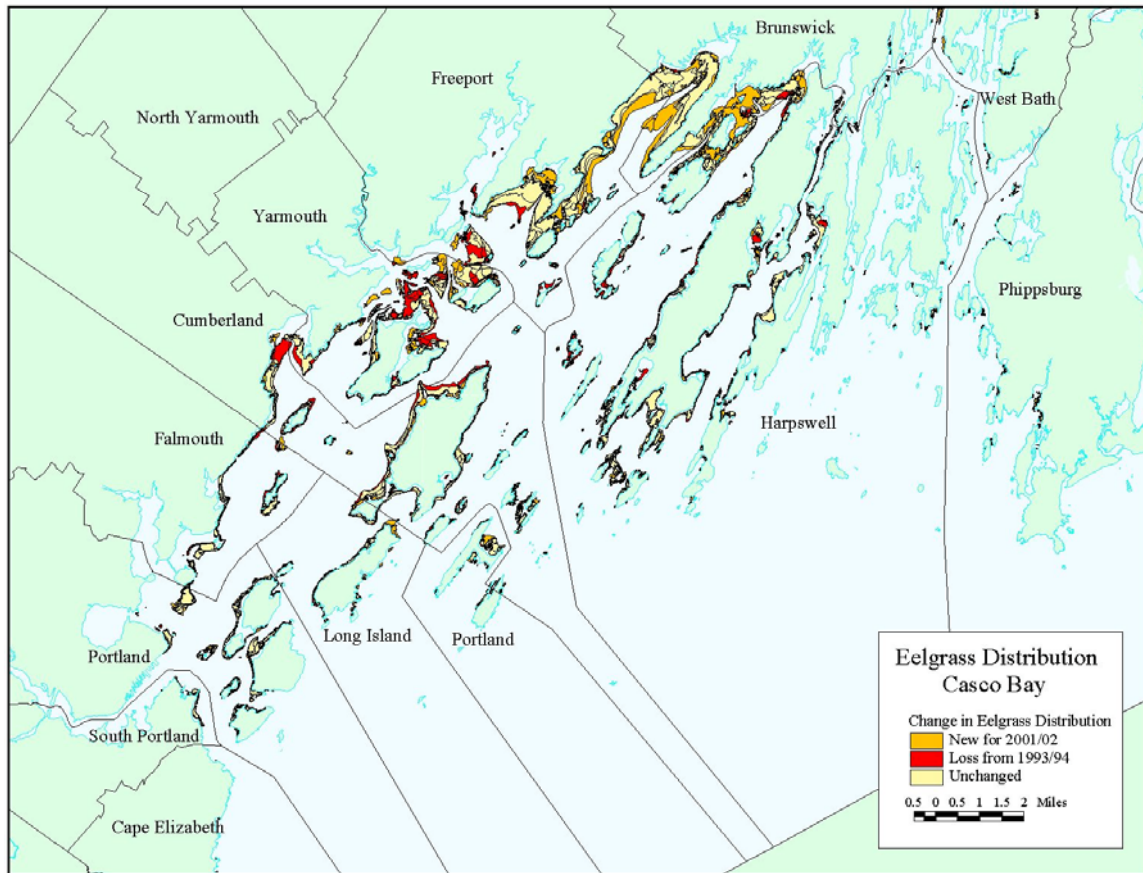 Brunswick
Freeport
West Bath
North Yarmouth
Yarmouth
Phippsburg
Cumberland
Falmouth
Harpswell
Long Island
Portland
Portland
South Portland
Cape Elizabeth
Eelgrass Distribution
Casco Bay
Change in Eelgrass Distribution
New for 2001/02
Loss from 1993/94
Unchanged
0.5 0 0.5 1 1.5 2 Miles